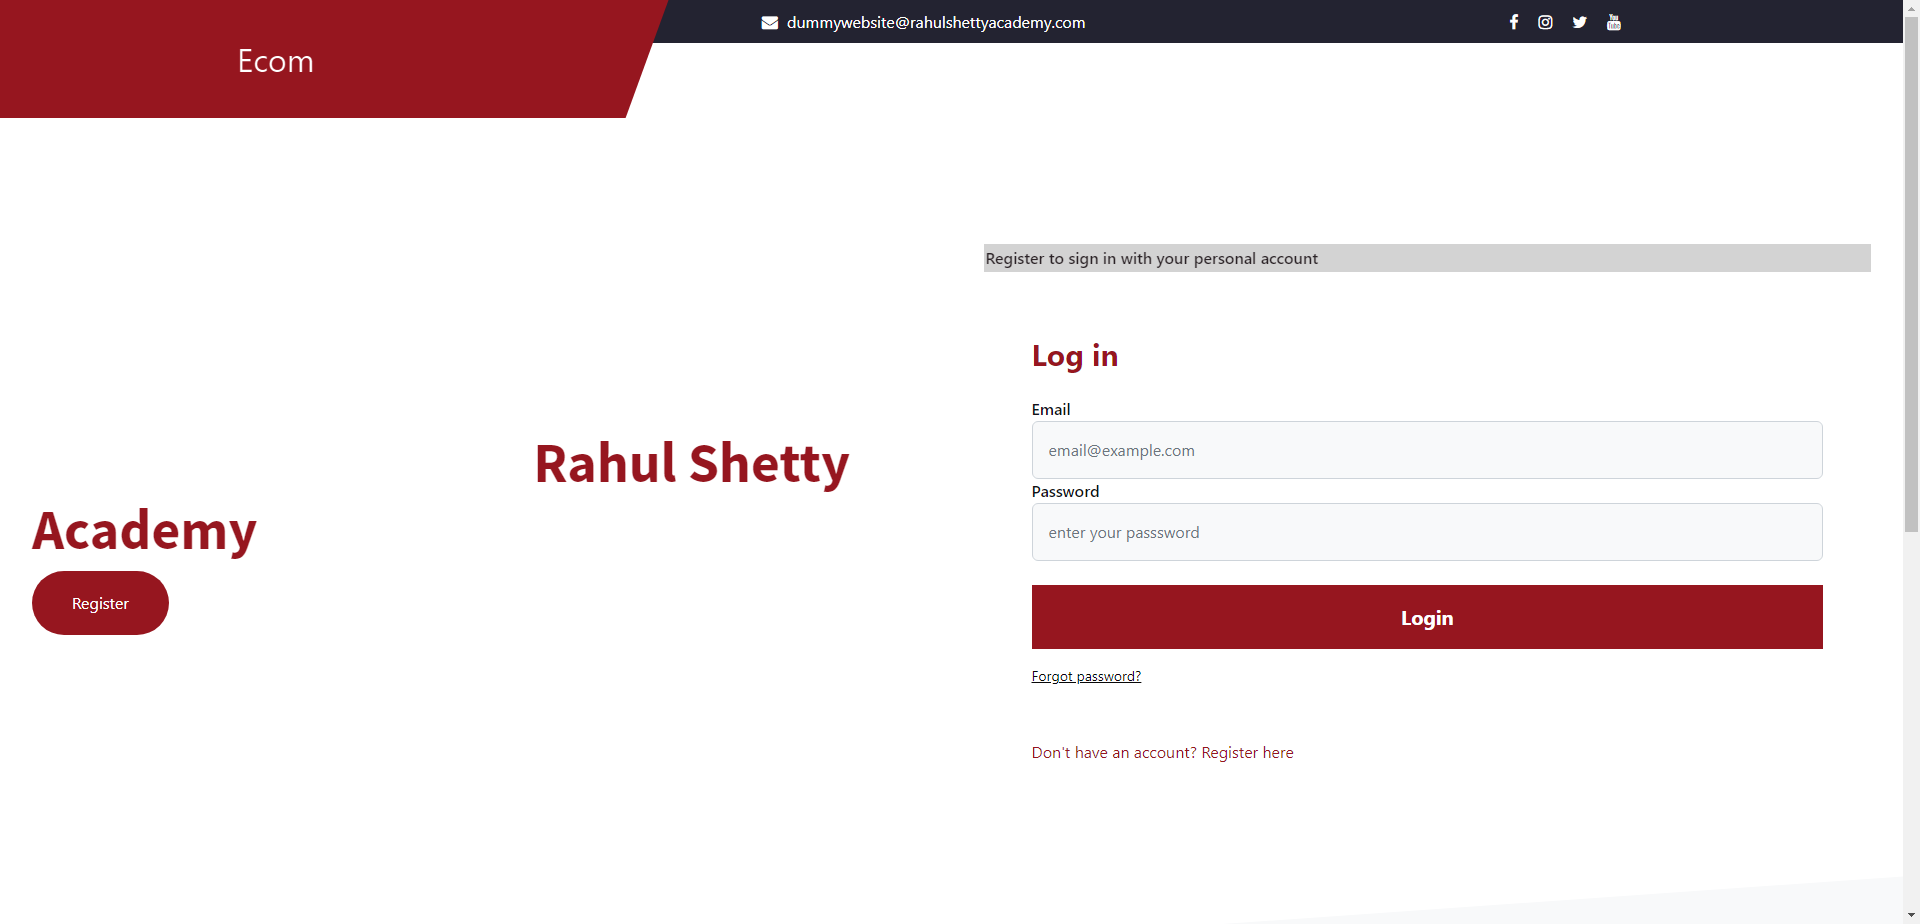 dummywebsite@rahulshettyacademy.com
Ecom
Register to sign in with your personal account
Log in
Email
email@example.com
Password
enter your passsword
Login
Forgot password?
Don't have an account? Register here
Rahul Shetty
Academy
Register